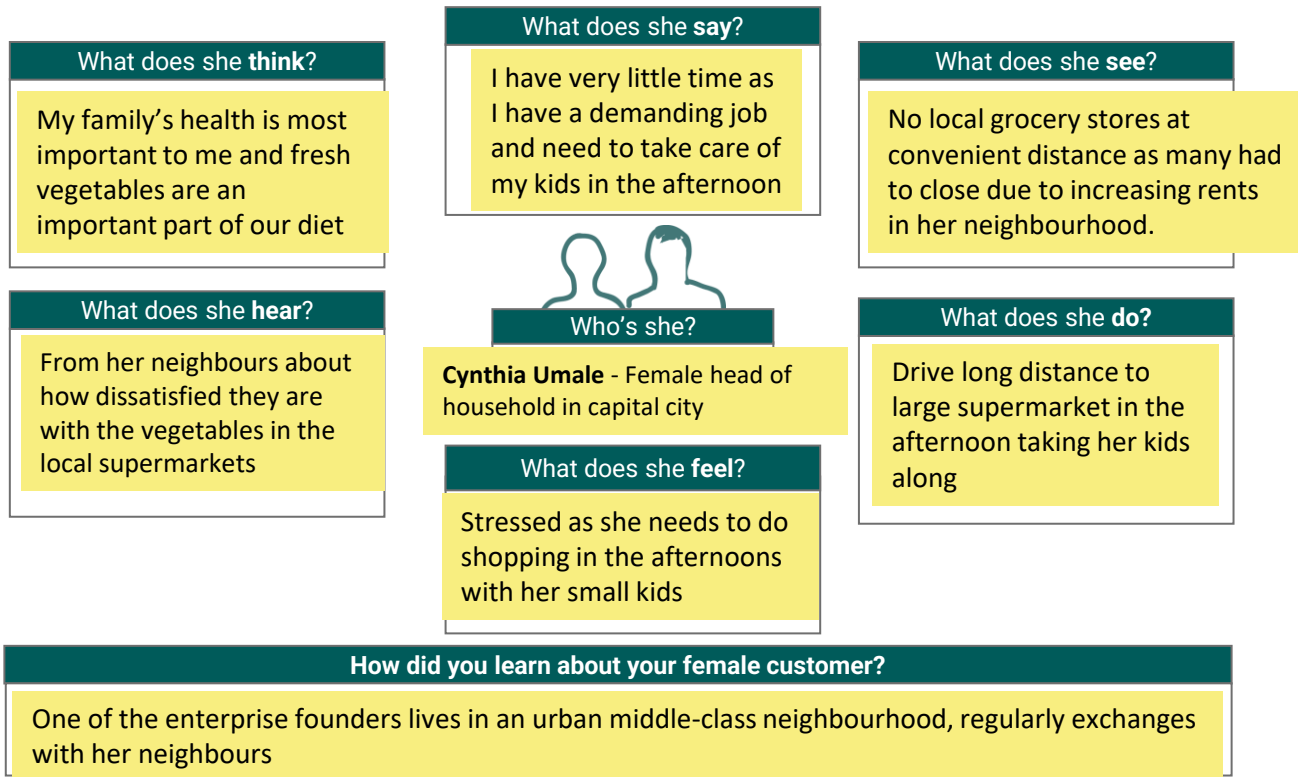 What does she think?
My family’s health is most
important to me and fresh
vegetables are an
important part of our diet
What does she say?
I have very little time as
I have a demanding job
and need to take care of
my kids in the afternoon
What does she see?
No local grocery stores at
convenient distance as many had
to close due to increasing rents
in her neighbourhood.
What does she hear?
From her neighbours about
how dissatisfied they are
with the vegetables in the
local supermarkets
Who’s she?
Cynthia Umale - Female head of
household in capital city
What does she do?
Drive long distance to
large supermarket in the
afternoon taking her kids
along
What does she feel?
Stressed as she needs to do
shopping in the afternoons
with her small kids
How did you learn about your female customer?
One of the enterprise founders lives in an urban middle-class neighbourhood, regularly exchanges
with her neighbours